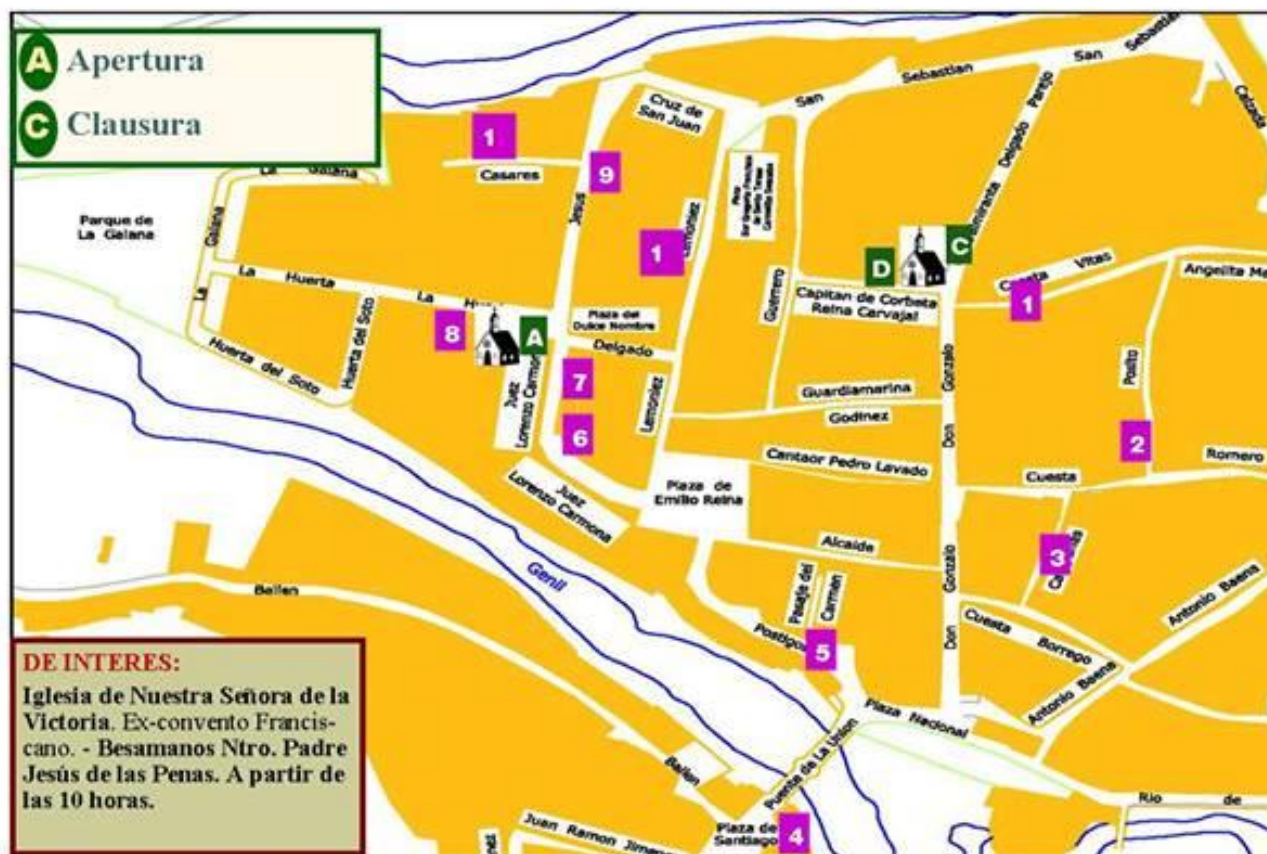 A Apertura
C Clausura
San
Sebastian
San
Cruz de
San Juan
Almirante Delgado Parejo
Calzada
1
Casares
9
Jesus
La
Galana
Parque de
La Galana
Galana
La
1
Guerrero
D
C
Capitan de Corbeta
Reina Carvajal
Vitas
1
Angelita
La Huerta
La
8
A
Plaza del
Dulce Nombre
Delgado
Huerta del Soto
Huerta del Soto
Juez
Lorenzo Carmona
7
6
Lemoniez
Guardiamarina
Godinez
Gonzalo
Don
Posito
2
Romero
Cantaor Pedro Lavado
Cuesta
Plaza de
Emilio Reina
Juez
Lorenzo Carmona
Alcaide
Gonzalo
Don
3
Genil
Bailen
Pasaje del
Carmen
Postigo
5
Cuesta Borrego
Antonio Baena
Antonio Baena
Plaza Nacional
Puente de La Union
Bailen
Rio de
Juan Ramon
Plaza de
Santiago
4
DE INTERES:
Iglesia de Nuestra Señora de la
Victoria. Ex-convento Francis-
cano. - Besamanos Ntro. Padre
Jesús de las Penas. A partir de
las 10 horas.